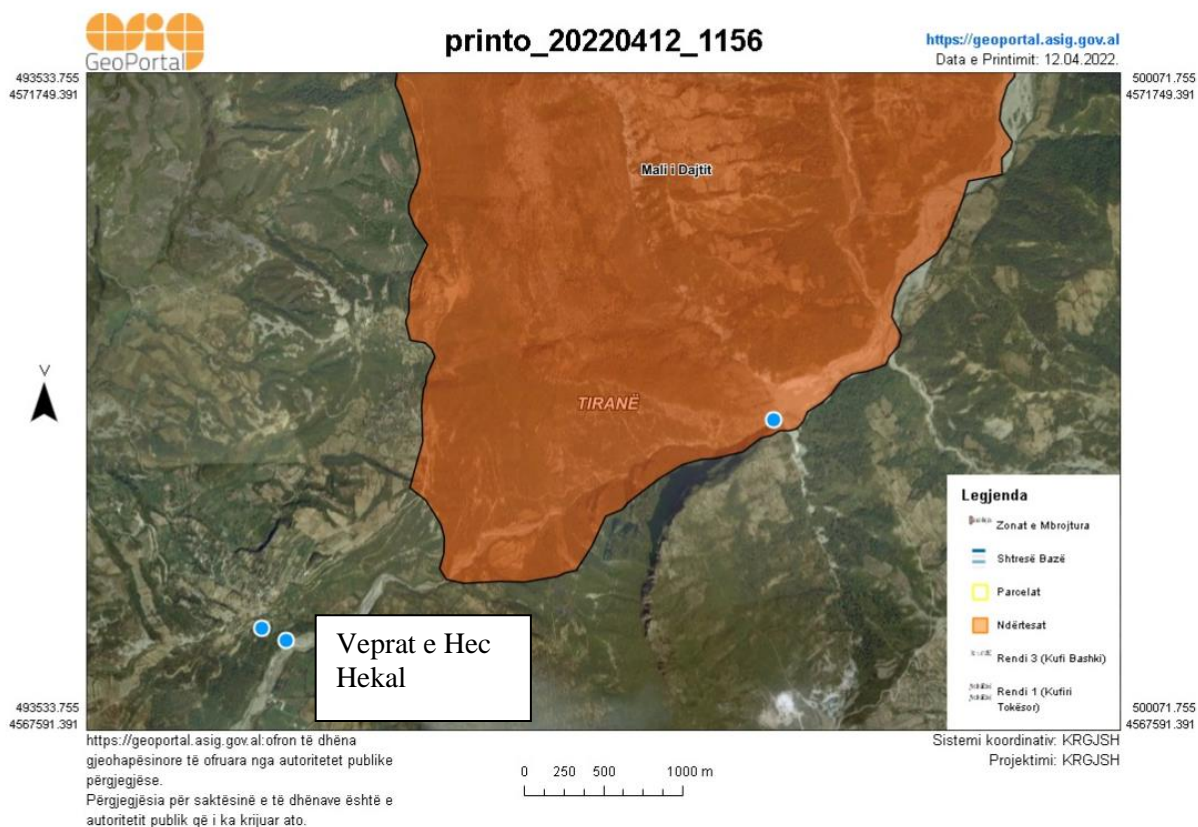 asig
GeoPortal
printo_20220412_1156
https://geoportal.asig.gov.al
Data e Printimit: 12.04.2022.
493533.755
4571749.391
500071.755
4571749.391
Mali i Dajtit
TIRANË
Veprat e Hec
Hekal
Legjenda
Zonat e Mbrojtura
Shtresë Bazë
Parcelat
Ndërtesat
Rendi 3 (Kufi Bashki)
Rendi 1 (Kufiri
Tokësor)
493533.755
4567591.391
500071.755
4567591.391
https://geoportal.asig.gov.al:ofron të dhëna
gjeohapësinore të ofruara nga autoritetet publike
përgjegjëse.
Përgjegjësia për saktësinë e të dhënave është e
autoritetit publik që i ka krijuar ato.
0 250 500 1000 m
Sistemi koordinativ: KRGJSH
Projektimi: KRGJSH